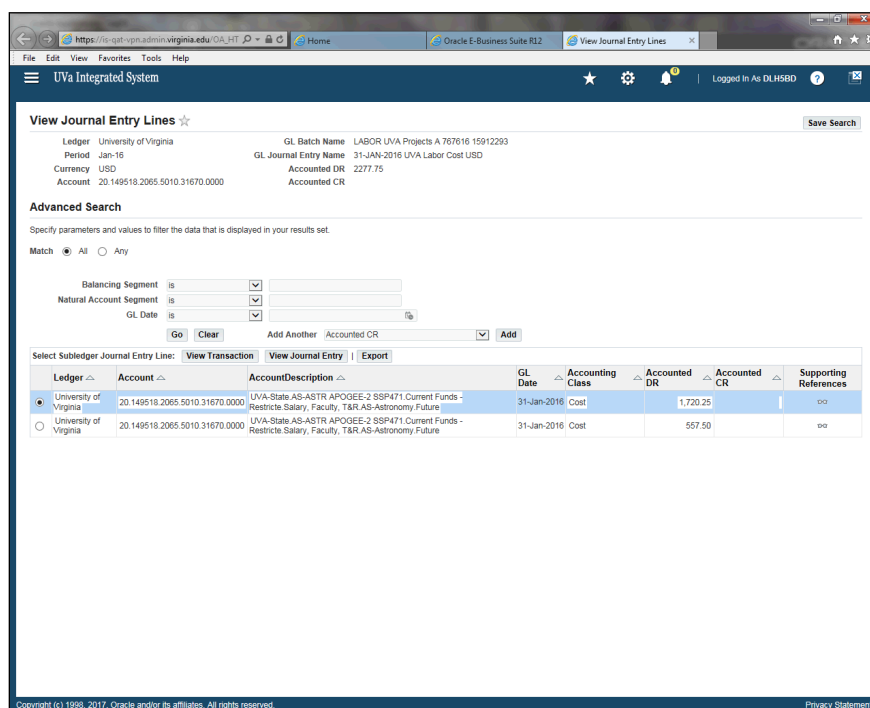 https://is-qat-vpn.admin.virginia.edu/OA_HT
Home
Oracle E-Business Suite R12
View Journal Entry Lines
File Edit View Favorites Tools Help
UVa Integrated System
0
Logged In As DLH5BD
?
View Journal Entry Lines
Save Search
Ledger University of Virginia GL Batch Name LABOR UVA Projects A 767616 15912293
Period Jan-16 GL Journal Entry Name 31-JAN-2016 UVA Labor Cost USD
Currency USD Accounted DR 2277.75
Account 20.149518.2065.5010.31670.0000 Accounted CR
Advanced Search
Specify parameters and values to filter the data that is displayed in your results set.
Match All Any
Balancing Segment is
Natural Account Segment is
GL Date is
Go Clear Add Another Accounted CR Add
Select Subledger Journal Entry Line: View Transaction View Journal Entry | Export
Ledger Account AccountDescription GL Date Accounting Class Accounted DR Accounted CR Supporting References
University of Virginia 20.149518.2065.5010.31670.0000 UVA-State.AS-ASTR APOGEE-2 SSP471.Current Funds - Restricte.Salary, Faculty, T&R.AS-Astronomy.Future 31-Jan-2016 Cost 1,720.25
University of Virginia 20.149518.2065.5010.31670.0000 UVA-State.AS-ASTR APOGEE-2 SSP471.Current Funds - Restricte.Salary, Faculty, T&R.AS-Astronomy.Future 31-Jan-2016 Cost 557.50
Copyright (c) 1998, 2017, Oracle and/or its affiliates. All rights reserved. Privacy Statement